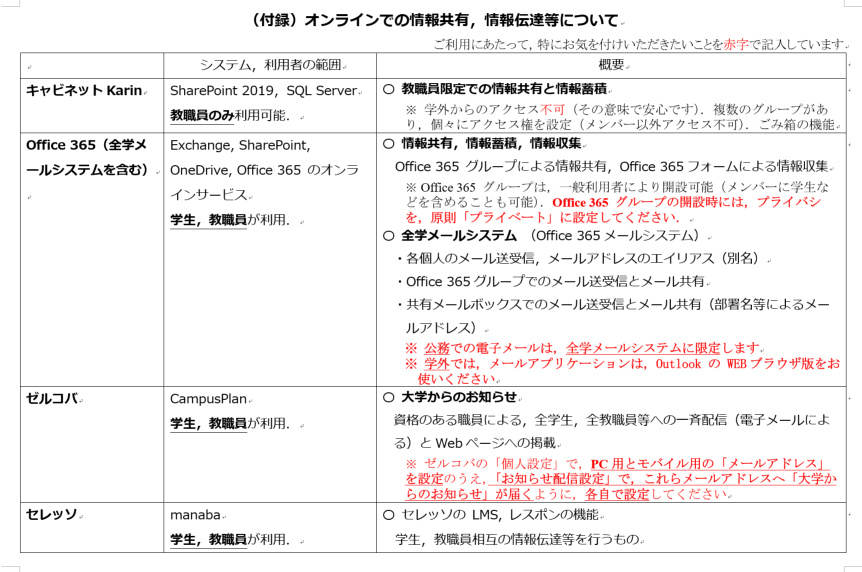 （付録）オンラインでの情報共有，情報伝達等について
ご利用にあたって，特にお気を付けいただきたいことを赤字で記入しています
システム，利用者の範囲
概要
キャビネット Karin
SharePoint 2019，SQL Server
教職員のみ利用可能．
〇 教職員限定での情報共有と情報蓄積
※ 学外からのアクセス不可（その意味で安心です）．複数のグループがあ
り，個々にアクセス権を設定（メンバー以外アクセス不可）．ごみ箱の機能
Office 365（全学メ
ールシステムを含む）
Exchange, SharePoint,
OneDrive, Office 365 のオンラ
インサービス
学生，教職員が利用．
〇 情報共有，情報蓄積，情報収集
Office 365 グループによる情報共有，Office 365 フォームによる情報収集
※ Office 365 グループは，一般利用者により開設可能（メンバーに学生な
どを含めることも可能）．Office 365 グループの開設時には，プライバシ
を，原則「プライベート」に設定してください．
〇 全学メールシステム （Office 365 メールシステム）
・各個人のメール送受信，メールアドレスのエイリアス（別名）
・Office 365 グループでのメール送受信とメール共有
・共有メールボックスでのメール送受信とメール共有（部署名等によるメー
ルアドレス）
※ 公務での電子メールは，全学メールシステムに限定します
※ 学外では，メールアプリケーションは，Outlook の WEB ブラウザ版をお
使いください
ゼルコバ
CampusPlan
学生，教職員が利用．
〇 大学からのお知らせ
資格のある職員による，全学生，全教職員等への一斉配信（電子メールによ
る）と Web ページへの掲載
※ ゼルコバの「個人設定」で，PC 用とモバイル用の「メールアドレス」
を設定のうえ，「お知らせ配信設定」で，これらメールアドレスへ「大学か
らのお知らせ」が届くように，各自で設定してください
セレッソ
manaba
学生，教職員が利用．
〇 セレッソの LMS，レスポンの機能
学生，教職員相互の情報伝達等を行うもの